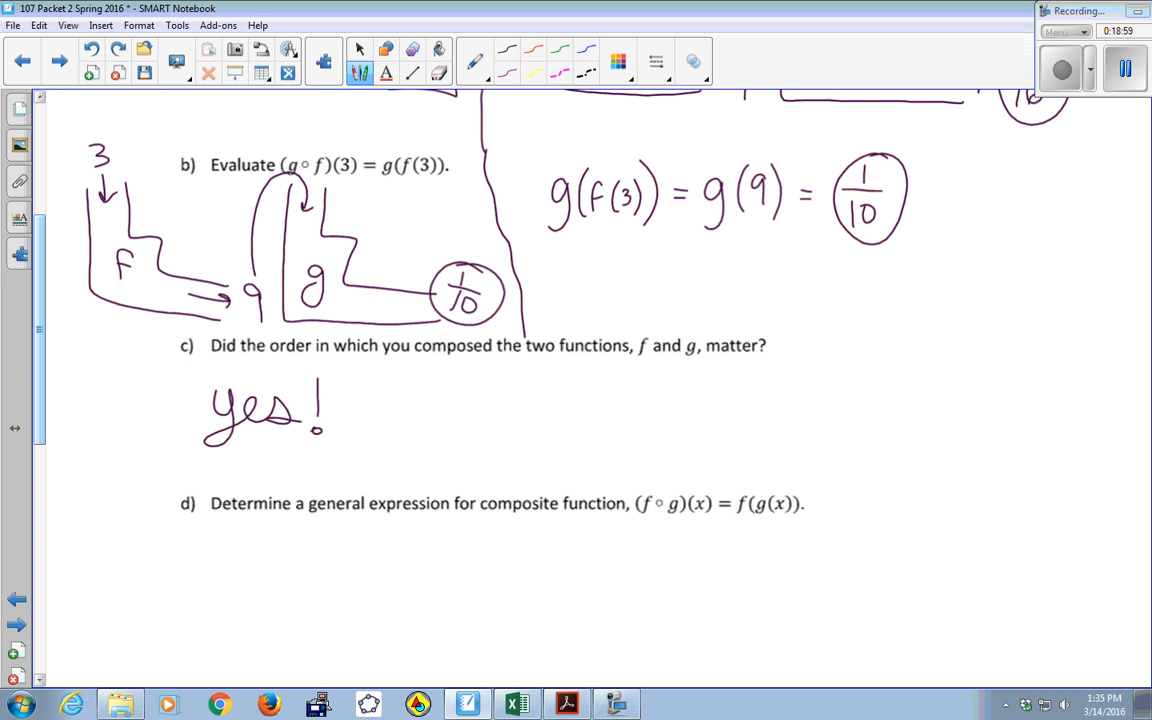 107 Packet 2 Spring 2016 * - SMART Notebook
Recording...
File Edit View Insert Format Tools Add-ons Help
Menu
0:18:59
A
16
3
b) Evaluate (g ∘ f)(3) = g(f(3)).
g(f(3)) = g(9) = 1/10
f
9
g
1/10
c) Did the order in which you composed the two functions, f and g, matter?
yes!
d) Determine a general expression for composite function, (f ∘ g)(x) = f(g(x)).
1:35 PM
3/14/2016